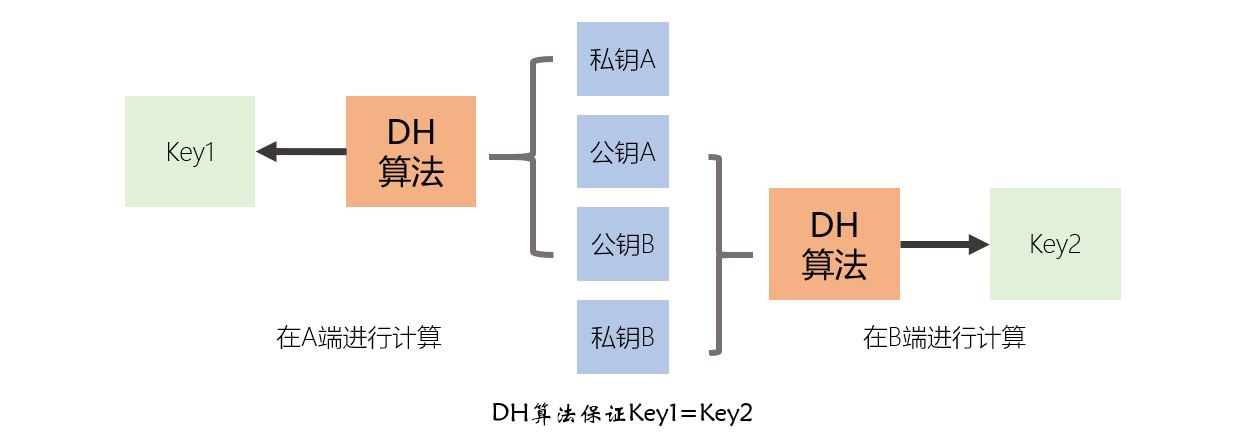 私钥A
Key1
DH
算法
公钥A
公钥B
DH
算法
Key2
私钥B
在A端进行计算
在B端进行计算
DH算法保证Key1=Key2